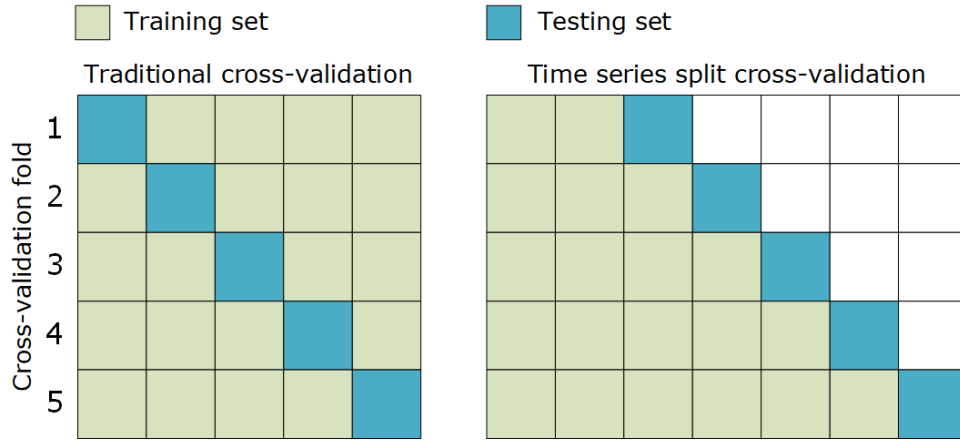 Training set
Testing set
Traditional cross-validation
Time series split cross-validation
Cross-validation fold
1
2
3
4
5